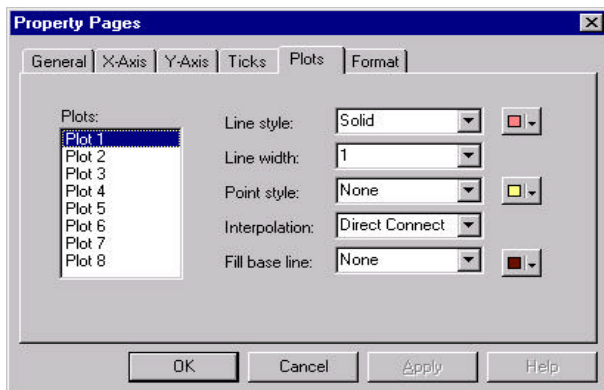 Property Pages
General X-Axis Y-Axis Ticks Plots Format
Plots:
Plot 1
Plot 2
Plot 3
Plot 4
Plot 5
Plot 6
Plot 7
Plot 8
Line style: Solid
Line width: 1
Point style: None
Interpolation: Direct Connect
Fill base line: None
OK Cancel Apply Help